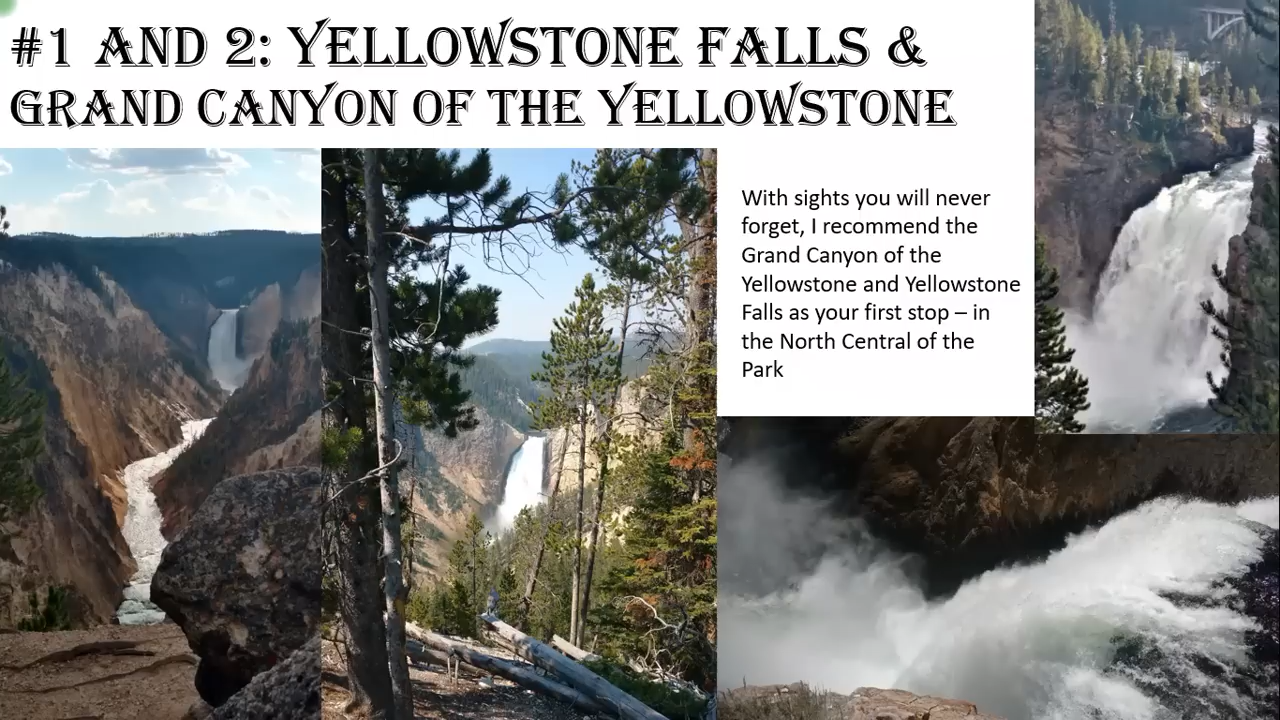 #1 AND 2: YELLOWSTONE FALLS &
GRAND CANYON OF THE YELLOWSTONE
With sights you will never
forget, I recommend the
Grand Canyon of the
Yellowstone and Yellowstone
Falls as your first stop – in
the North Central of the
Park